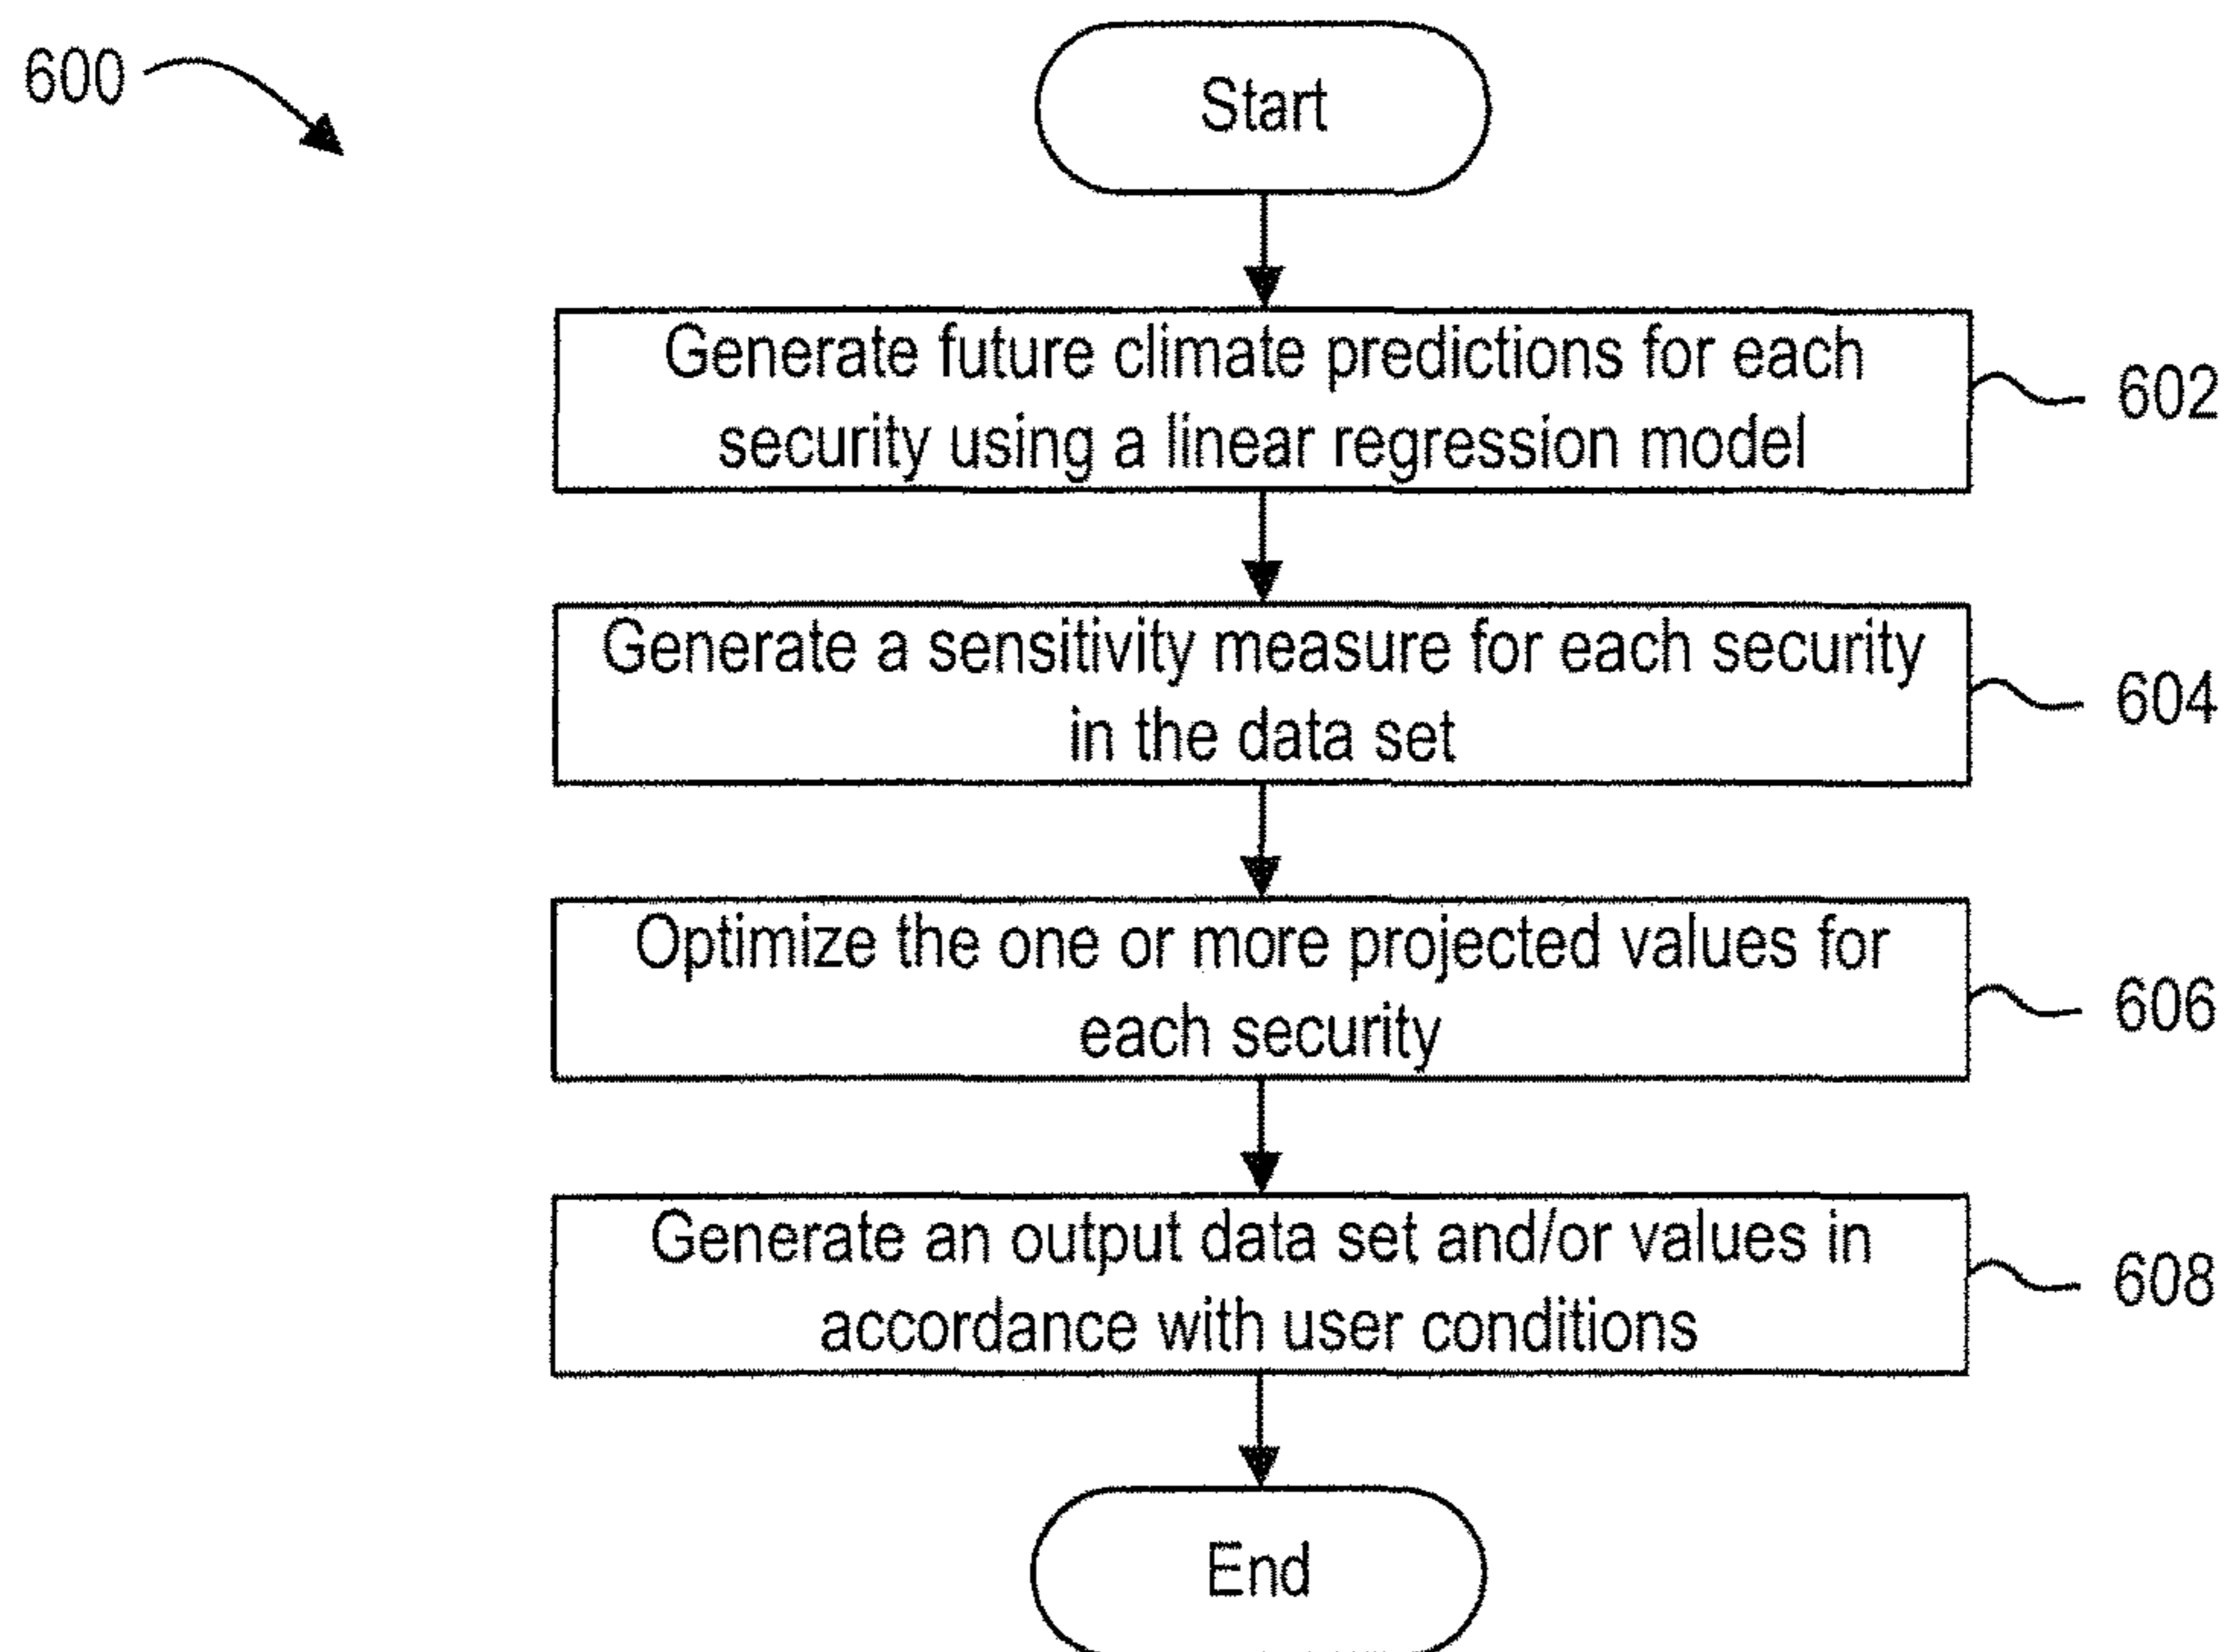 600
Start
Generate future climate predictions for each
security using a linear regression model
602
Generate a sensitivity measure for each security
in the data set
604
Optimize the one or more projected values for
each security
606
Generate an output data set and/or values in
accordance with user conditions
608
End